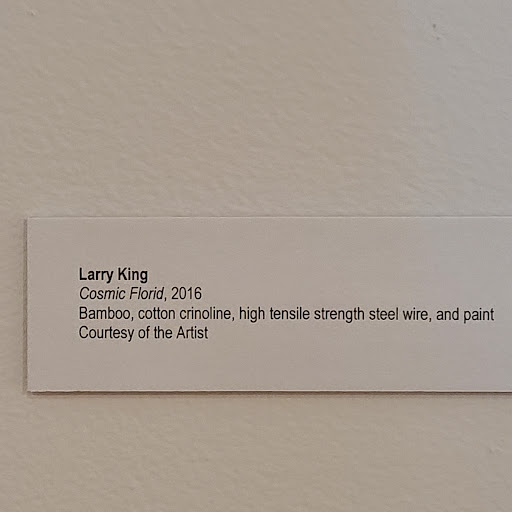 Larry King
Cosmic Florid, 2016
Bamboo, cotton crinoline, high tensile strength steel wire, and paint
Courtesy of the Artist